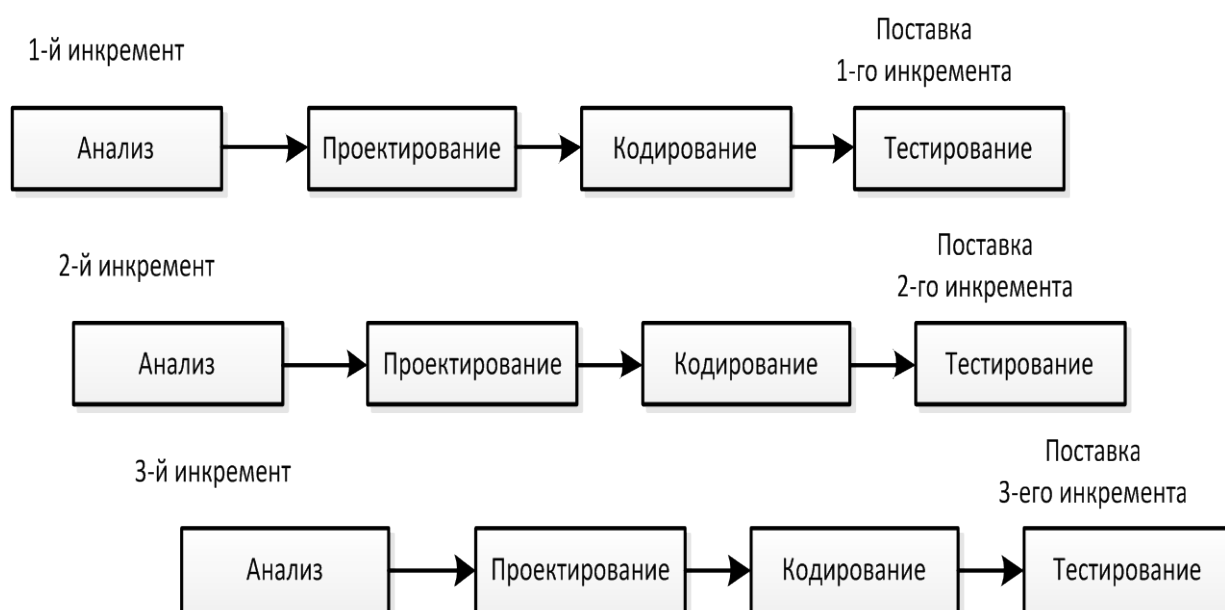 1-й инкремент
Поставка
1-го инкремента
Анализ
Проектирование
Кодирование
Тестирование
2-й инкремент
Поставка
2-го инкремента
Анализ
Проектирование
Кодирование
Тестирование
3-й инкремент
Поставка
3-его инкремента
Анализ
Проектирование
Кодирование
Тестирование